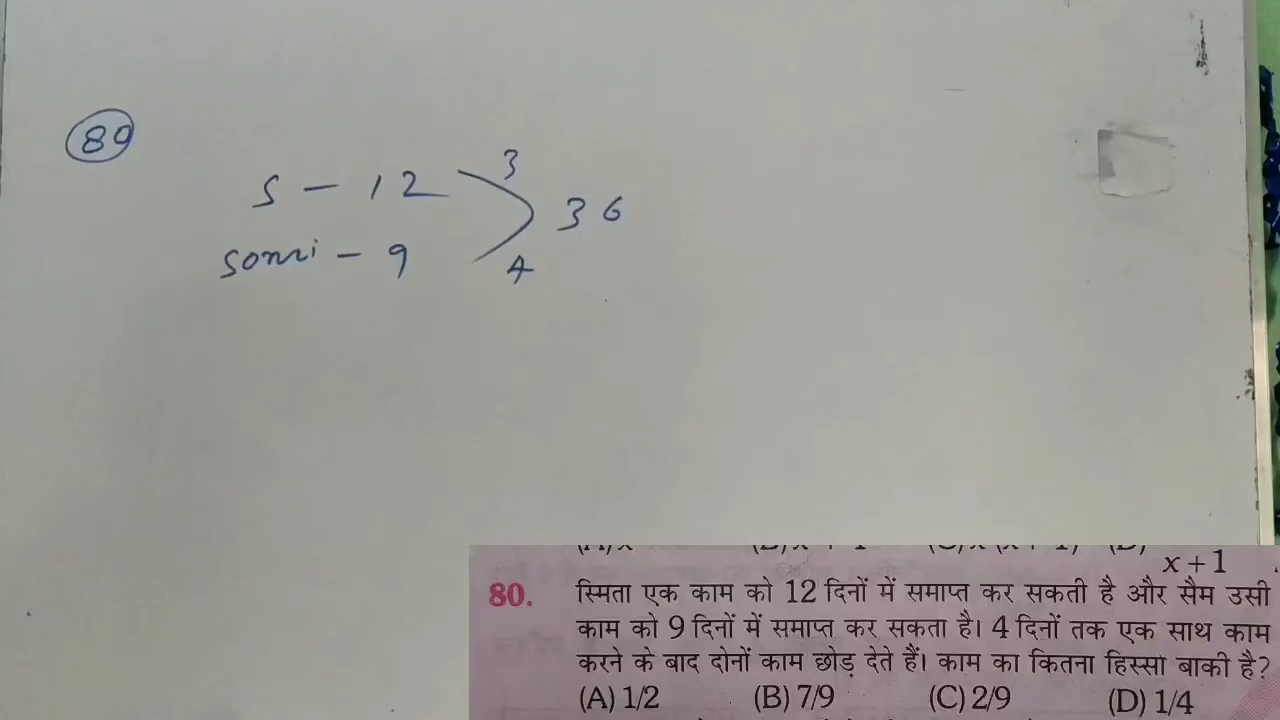 80
3
S - 12
36
sonri - 9
4
x + 1
80. स्मिता एक काम को 12 दिनों में समाप्त कर सकती है और सैम उसी
काम को 9 दिनों में समाप्त कर सकता है। 4 दिनों तक एक साथ काम
करने के बाद दोनों काम छोड़ देते हैं। काम का कितना हिस्सा बाकी है?
(A) 1/2 (B) 7/9 (C) 2/9 (D) 1/4